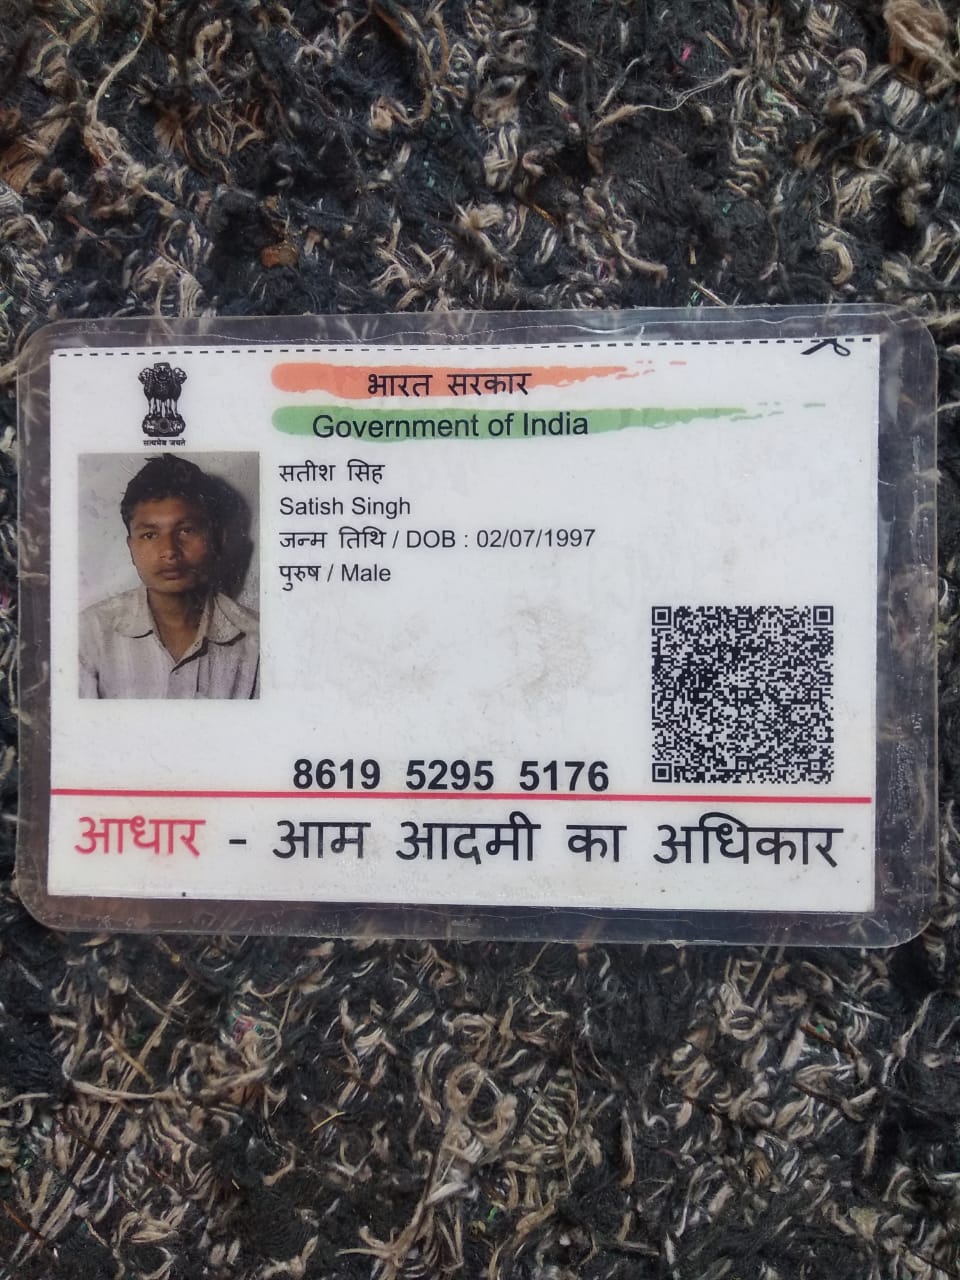 सत्यमेव जयते
भारत सरकार
Government of India
सतीश सिंह
Satish Singh
जन्म तिथि / DOB : 02/07/1997
पुरुष / Male
8619 5295 5176
आधार - आम आदमी का अधिकार